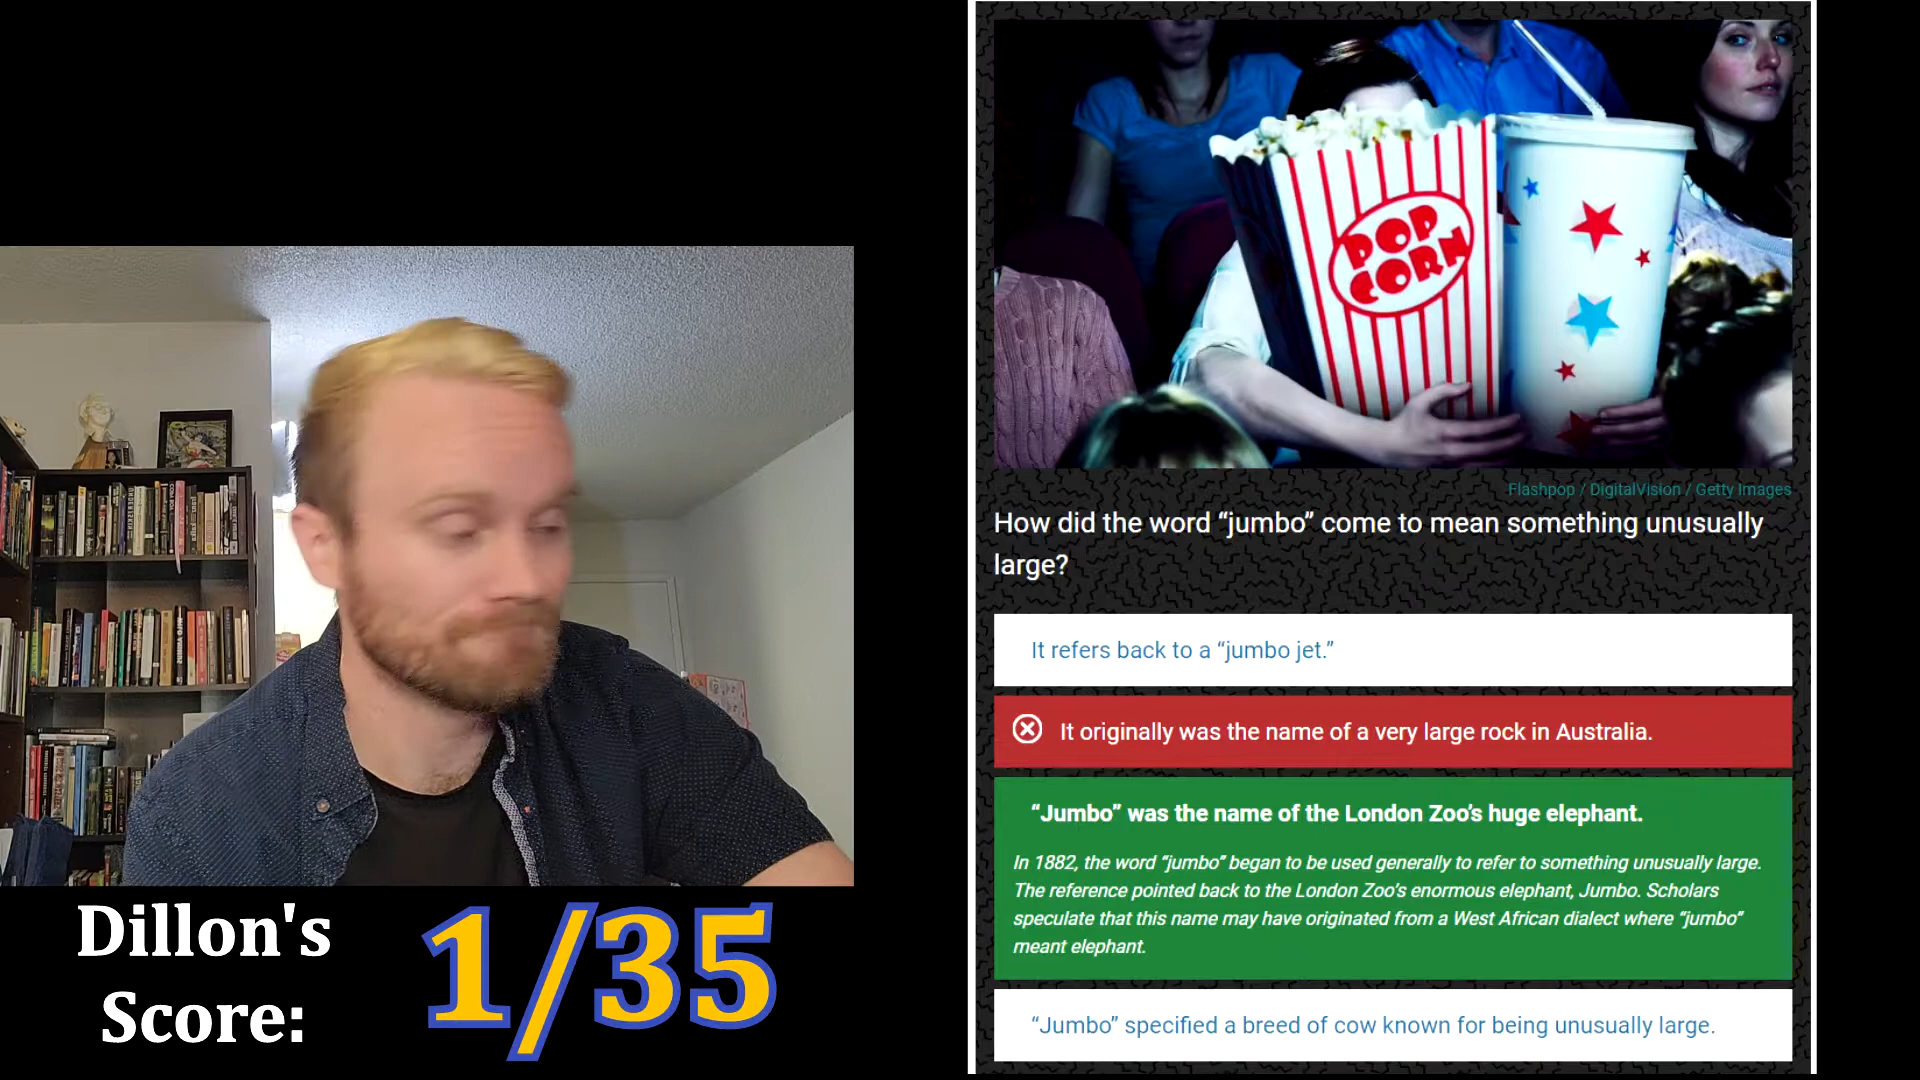 POP
CORN
Flashpop / DigitalVision / Getty Images
How did the word “jumbo” come to mean something unusually
large?
It refers back to a “jumbo jet.”
It originally was the name of a very large rock in Australia.
“Jumbo” was the name of the London Zoo’s huge elephant.
In 1882, the word “jumbo” began to be used generally to refer to something unusually large.
The reference pointed back to the London Zoo’s enormous elephant, Jumbo. Scholars
speculate that this name may have originated from a West African dialect where “jumbo”
meant elephant.
“Jumbo” specified a breed of cow known for being unusually large.
Dillon's
Score:
1/35